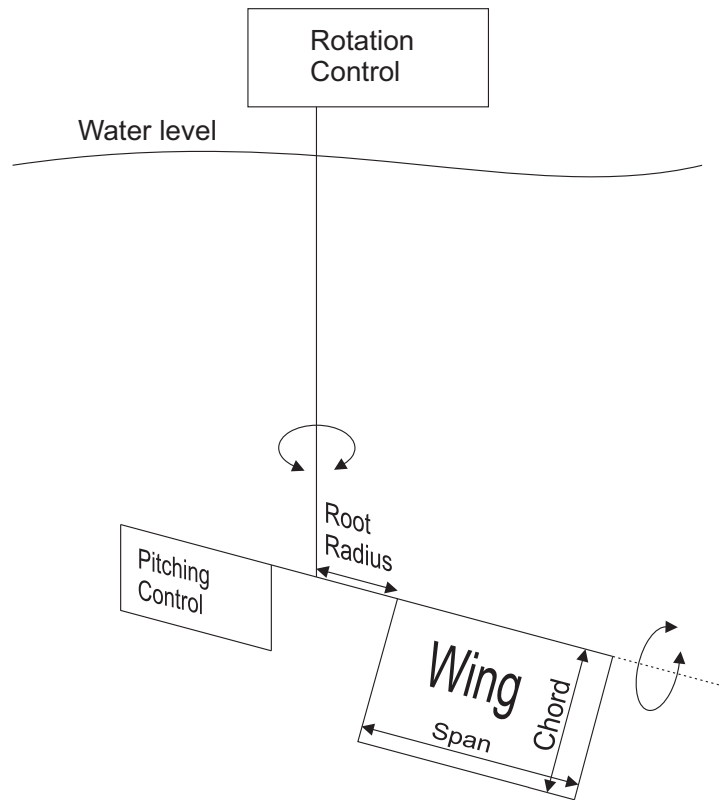 Rotation
Control
Water level
Root
Radius
Pitching
Control
Wing
Chord
Span